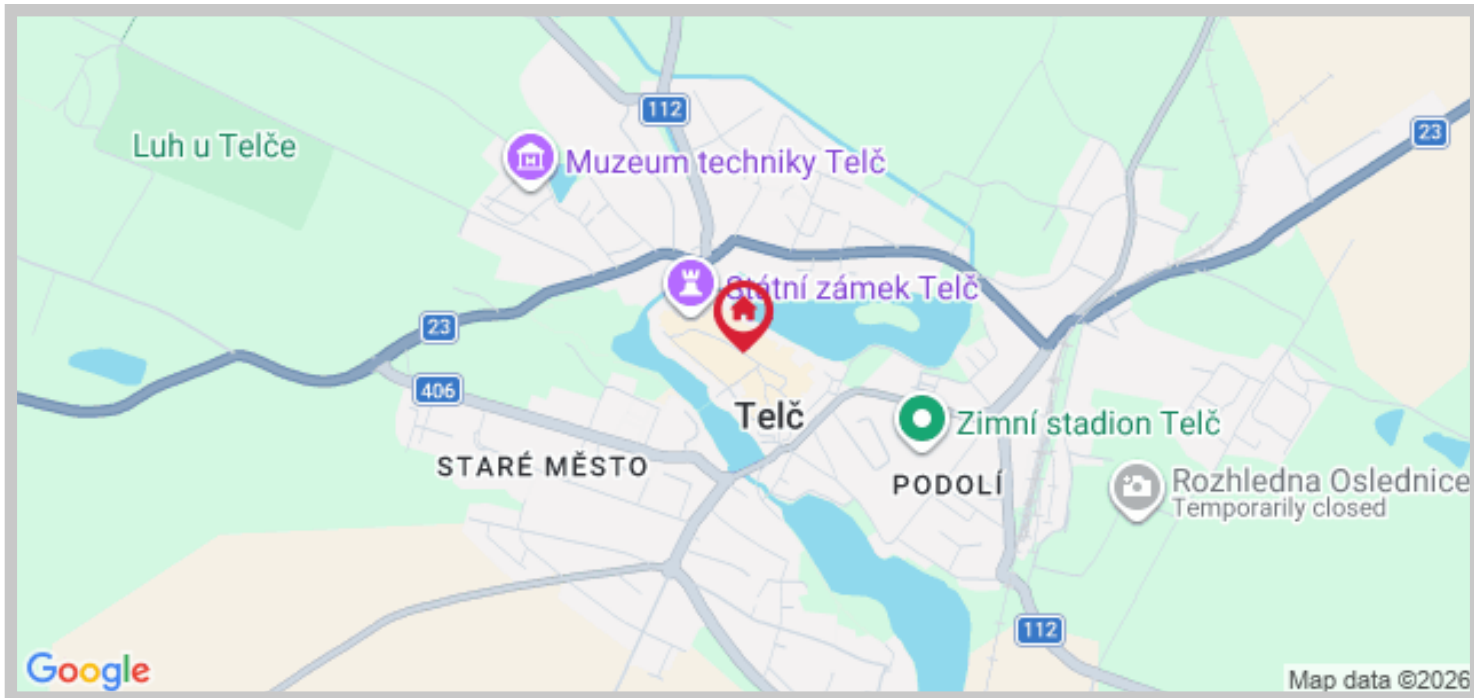 112
23
Luh u Telče
Muzeum techniky Telč
Státní zámek Telč
23
406
Telč
Zimní stadion Telč
STARÉ MĚSTO
PODOLÍ
Rozhledna Oslednice
Temporarily closed
112
Google
Map data ©2026